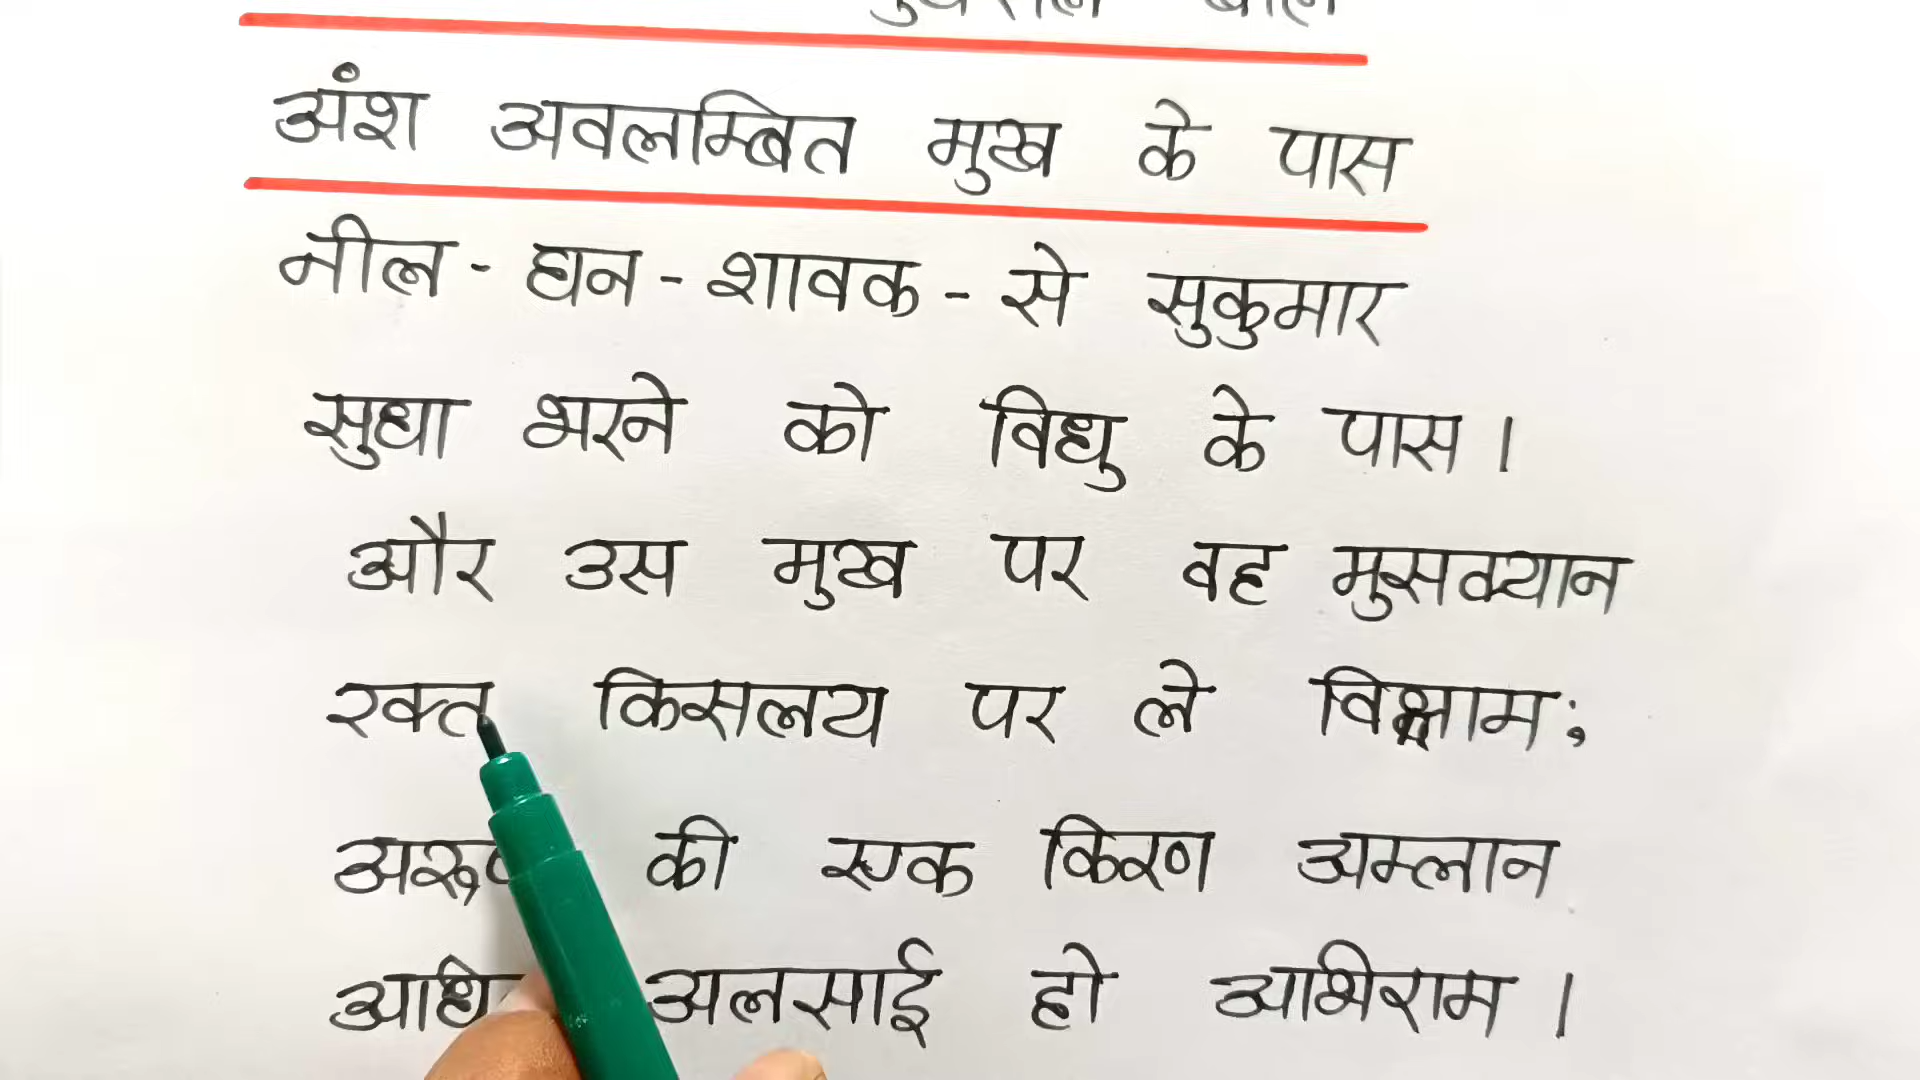 अंश अवलम्बित मुख के पास
नील - घन - शावक - से सुकुमार
सुधा भरने को विधु के पास ।
और उस मुख पर वह मुसक्यान
रक्त किसलय पर ले विश्राम ;
की एक किरण अम्लान
अलसाई हो अभिराम ।